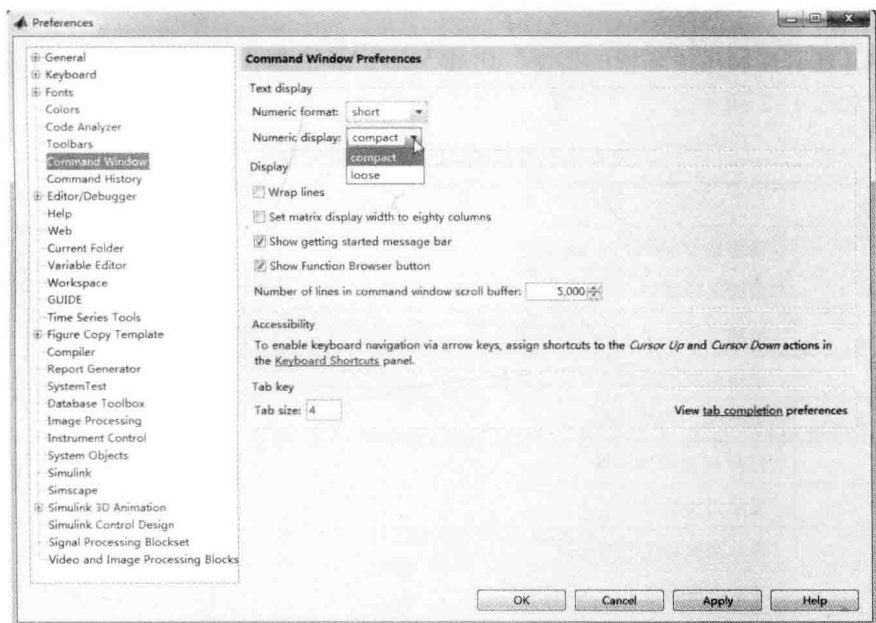 Preferences
General
Keyboard
Fonts
Colors
Code Analyzer
Toolbars
Command Window
Command History
Editor/Debugger
Help
Web
Current Folder
Variable Editor
Workspace
GUIDE
Time Series Tools
Figure Copy Template
Compiler
Report Generator
SystemTest
Database Toolbox
Image Processing
Instrument Control
System Objects
Simulink
Simscape
Simulink 3D Animation
Simulink Control Design
Signal Processing Blockset
Video and Image Processing Blocks
Command Window Preferences
Text display
Numeric format: short
Numeric display: compact
compact
loose
Display
Wrap lines
Set matrix display width to eighty columns
Show getting started message bar
Show Function Browser button
Number of lines in command window scroll buffer: 5,000
Accessibility
To enable keyboard navigation via arrow keys, assign shortcuts to the Cursor Up and Cursor Down actions in
the Keyboard Shortcuts panel.
Tab key
Tab size: 4
View tab completion preferences
OK Cancel Apply Help